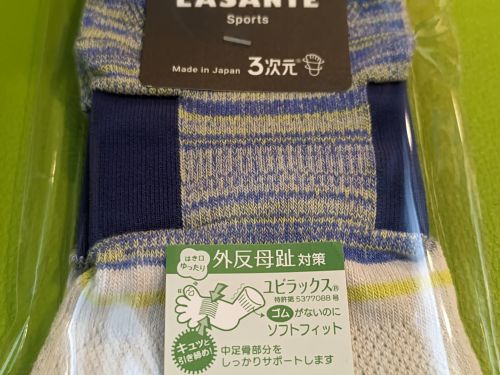 LASANTE
Sports
Made in Japan 3次元®
はき口
ゆったり
外反母趾対策
ユビラックス®
特許第5377088号
ゴムがないのに
ソフトフィット
キュッと
引き締め!
中足骨部分を
しっかりサポートします